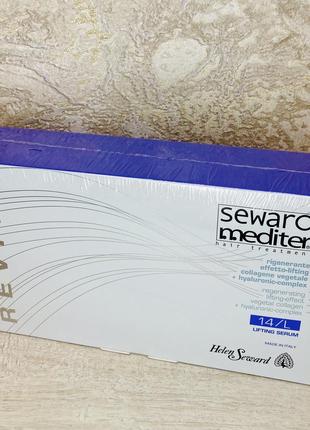 seward
mediter
hair treatment
rigenerante
effetto-lifting
collagene vegetale
+ hyaluronic-complex
regenerating
lifting-effect
vegetal collagen
+ hyaluronic-complex
14/L
LIFTING SERUM
MADE IN ITALY
Helen Seward
REVI